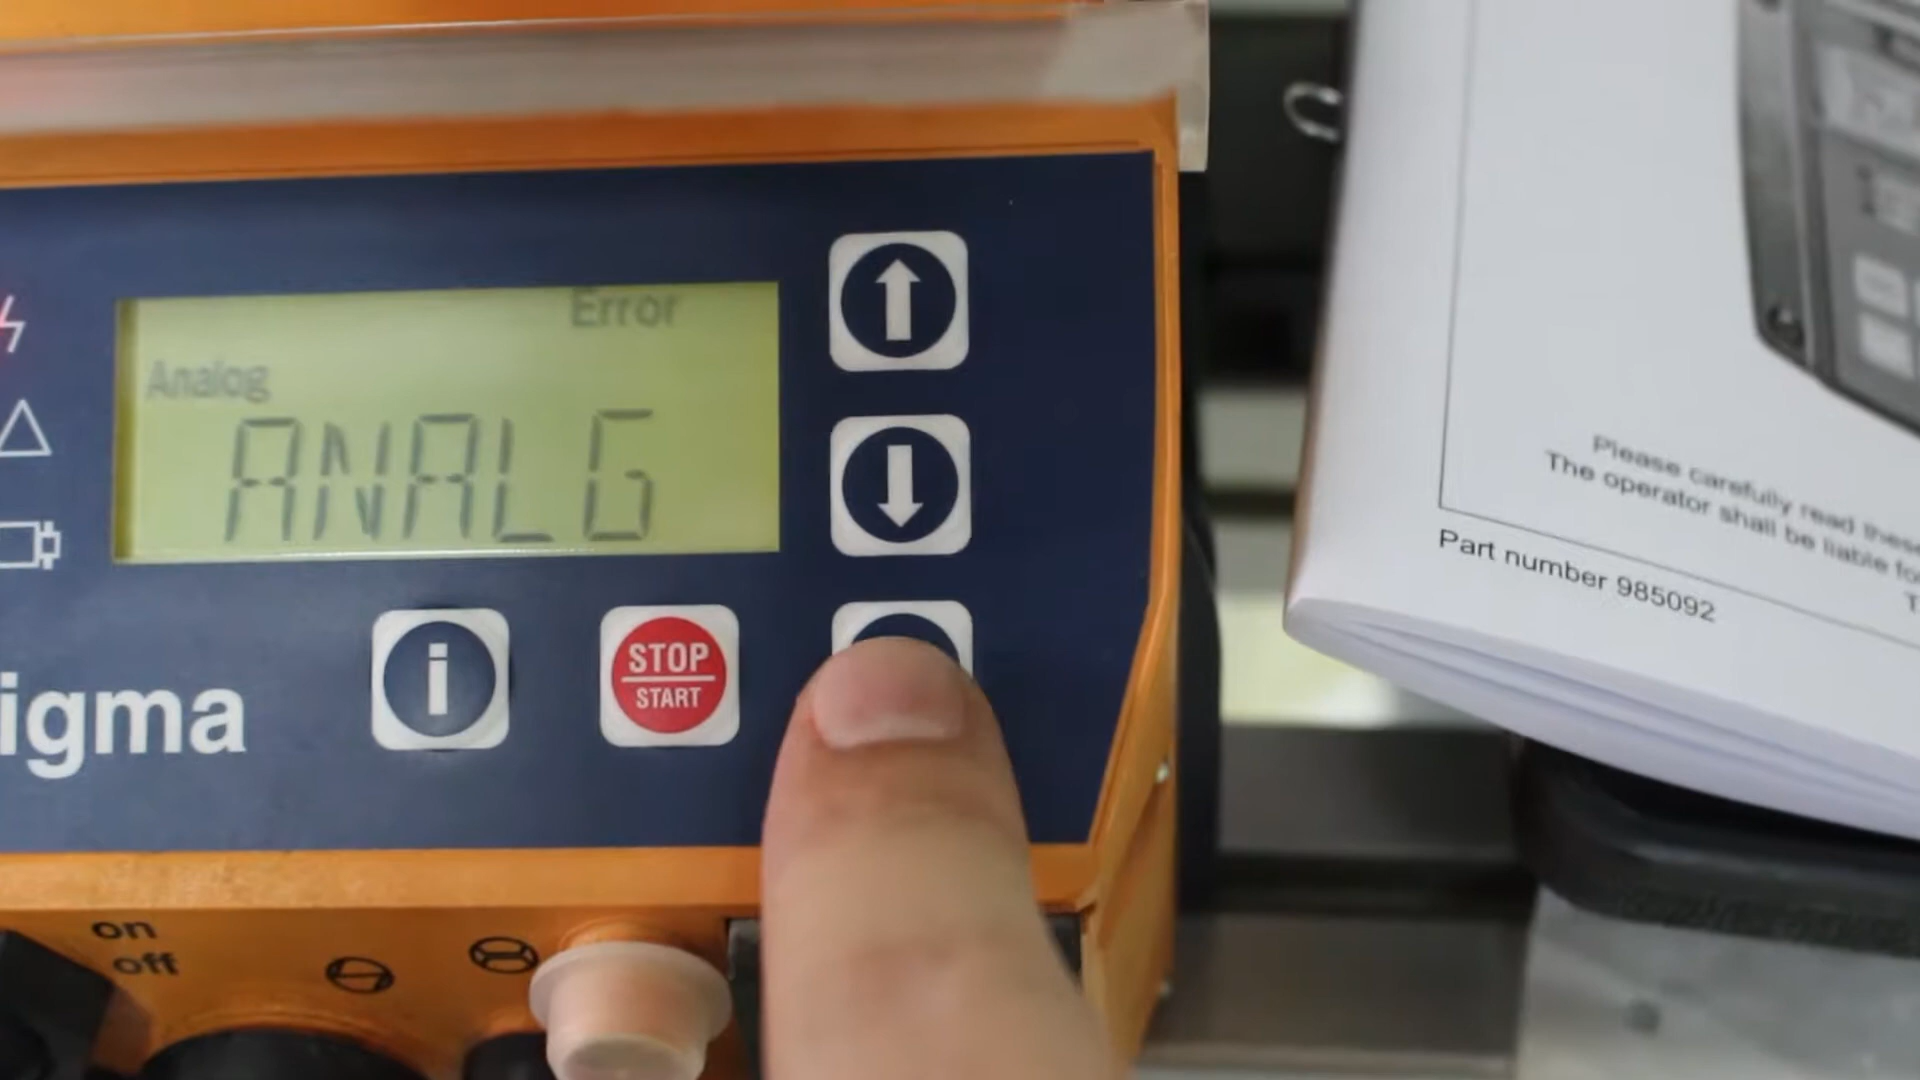 Error
Analog
ANALG
i
STOP
START
igma
on
off
Please carefully read these
The operator shall be liable fo
T
Part number 985092